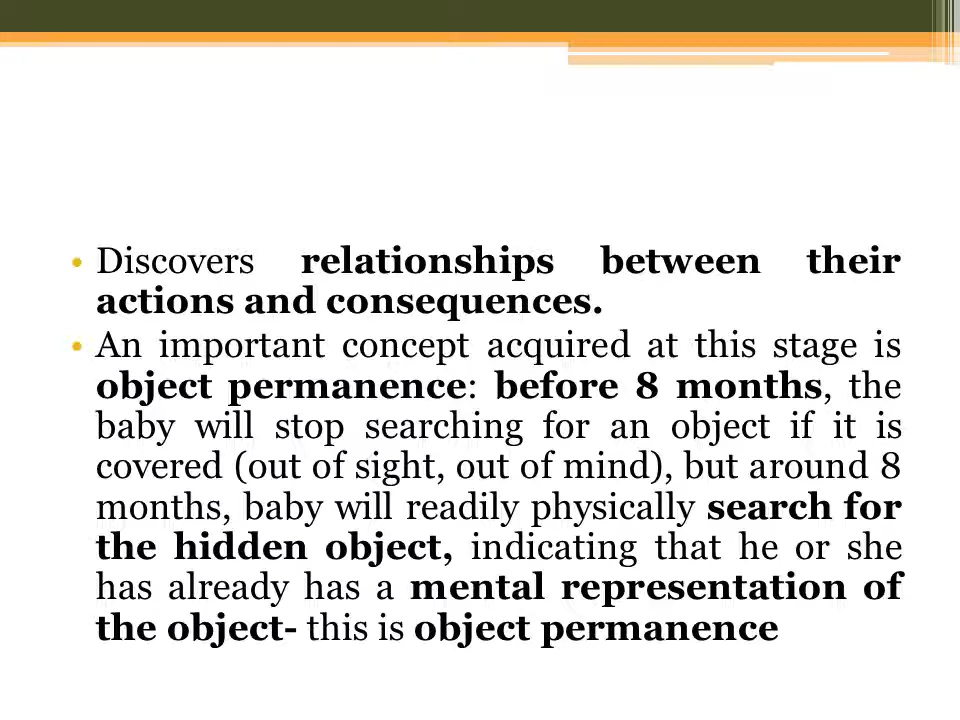 • Discovers relationships between their
actions and consequences.
• An important concept acquired at this stage is
object permanence: before 8 months, the
baby will stop searching for an object if it is
covered (out of sight, out of mind), but around 8
months, baby will readily physically search for
the hidden object, indicating that he or she
has already has a mental representation of
the object- this is object permanence